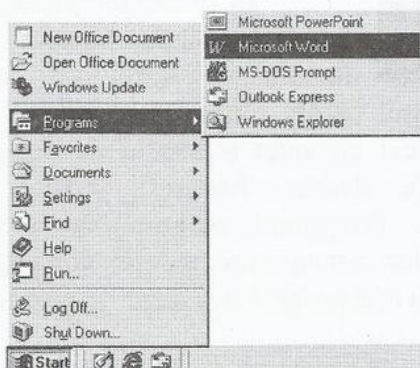 New Office Document
Open Office Document
Windows Update
Programs
Favorites
Documents
Settings
Find
Help
Run...
Log Off...
Shut Down...
Start
Microsoft PowerPoint
Microsoft Word
MS-DOS Prompt
Outlook Express
Windows Explorer